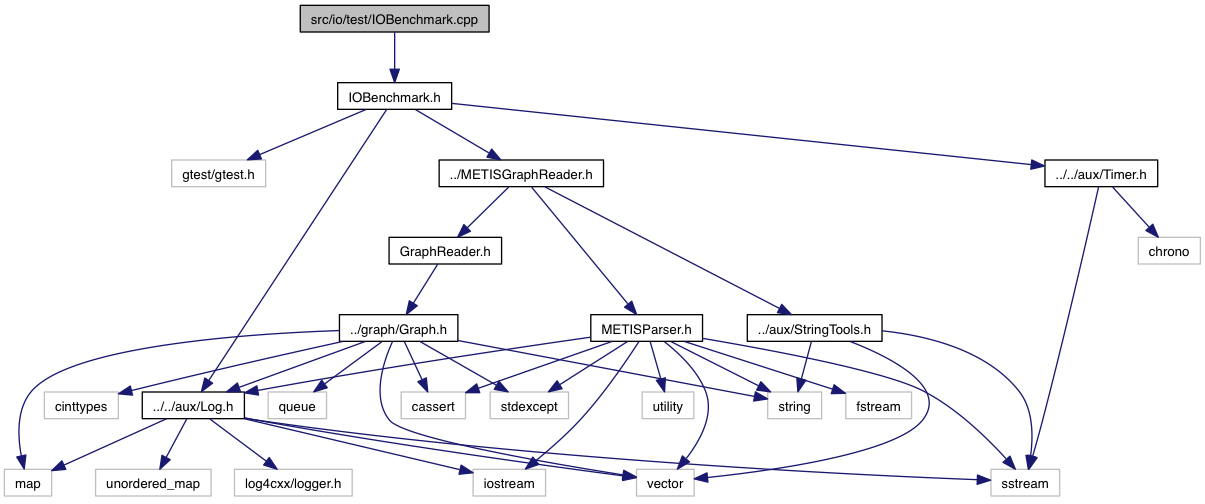 src/io/test/IOBenchmark.cpp
IOBenchmark.h
gtest/gtest.h
../METISGraphReader.h
../../aux/Timer.h
GraphReader.h
chrono
../graph/Graph.h
METISParser.h
../aux/StringTools.h
cinttypes
../../aux/Log.h
queue
cassert
stdexcept
utility
string
fstream
map
unordered_map
log4cxx/logger.h
iostream
vector
sstream